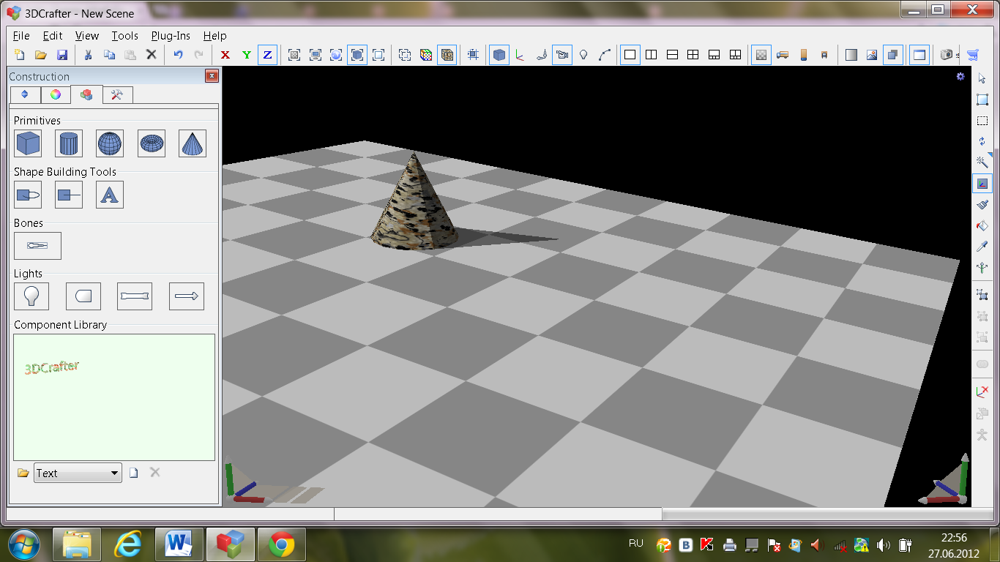 3DCrafter - New Scene
File Edit View Tools Plug-Ins Help
X Y Z
Construction
Primitives
Shape Building Tools
A
Bones
Lights
Component Library
3DCrafter
Text
RU
22:56
27.06.2012